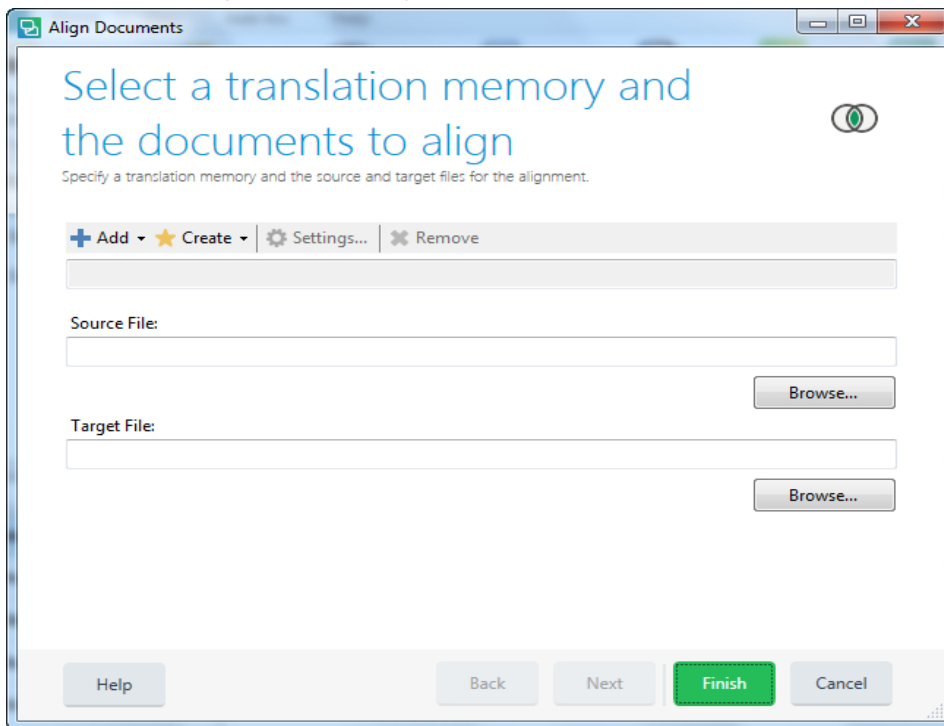 Align Documents
Select a translation memory and
the documents to align
Specify a translation memory and the source and target files for the alignment.
Add Create Settings... Remove
Source File:
Browse...
Target File:
Browse...
Help Back Next Finish Cancel